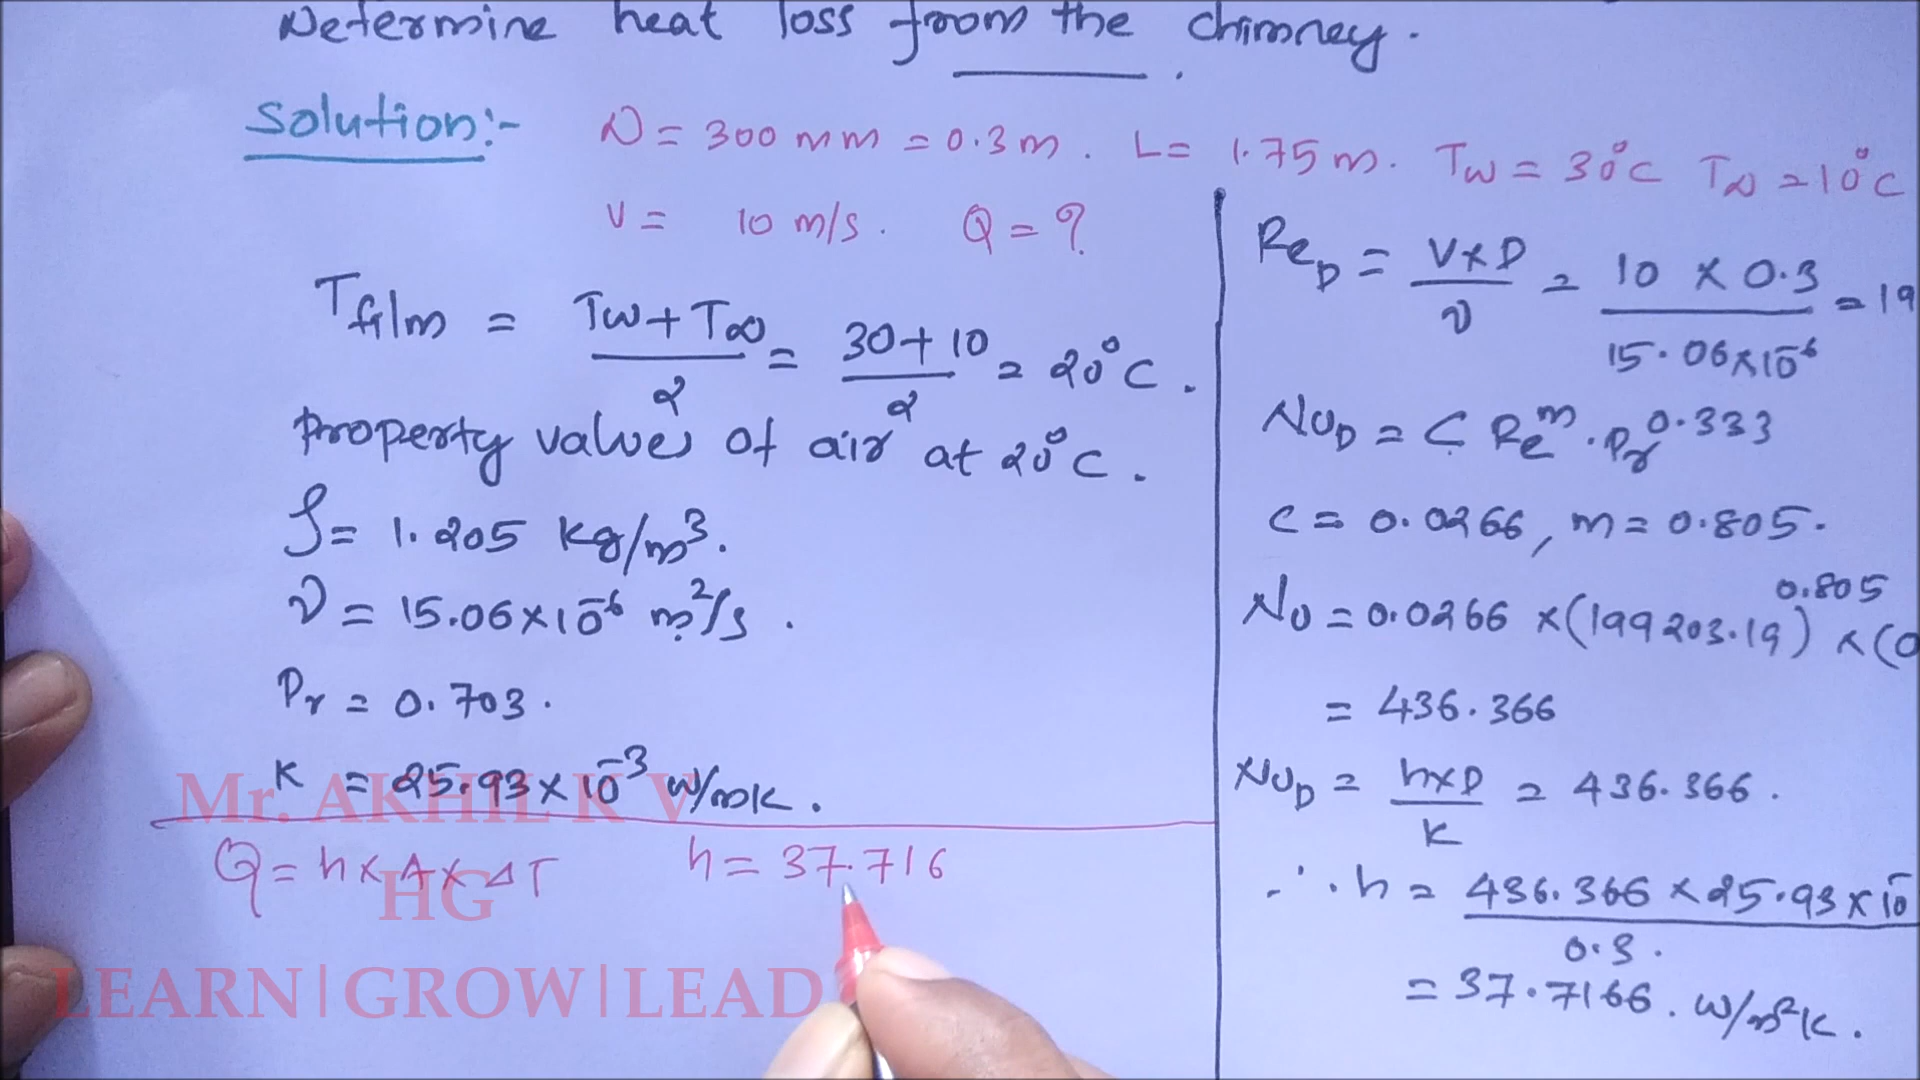 Determine heat loss from the chimney.
Solution:-
D = 300 mm = 0.3 m. L = 1.75 m. Tw = 30°C T∞ = 10°C
V = 10 m/s. Q = ?
Tfilm = Tw + T∞ / 2 = 30 + 10 / 2 = 20°C.
Property values of air at 20°C.
ρ = 1.205 kg/m³.
ν = 15.06 × 10⁻⁶ m²/s.
Pr = 0.703.
K = 25.93 × 10⁻³ W/mK.
Q = h × A × ΔT h = 37.716
ReD = V × D / ν = 10 × 0.3 / 15.06 × 10⁻⁶ = 19
NuD = C Reᵐ · Pr^0.333
C = 0.0266, m = 0.805.
Nu = 0.0266 × (199203.19)^0.805 × (0
= 436.366
NuD = h × D / K = 436.366.
∴ h = 436.366 × 25.93 × 10⁻ / 0.3.
= 37.7166. W/m²K.
Mr. AKHIL K V
HG
LEARN|GROW|LEAD